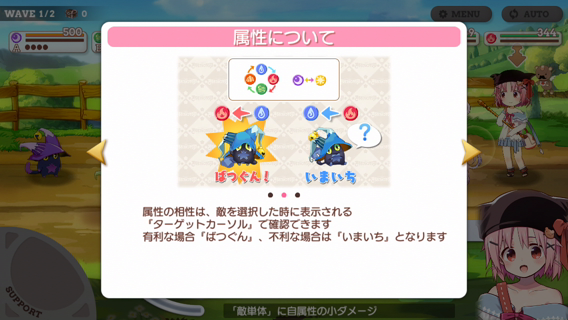 WAVE 1/2
0
MENU
AUTO
500
344
属性について
ばつぐん!
いまいち
?
属性の相性は、敵を選択した時に表示される
「ターゲットカーソル」で確認できます
有利な場合「ばつぐん」、不利な場合は「いまいち」となります
SUPPORT
「敵単体」に自属性の小ダメージ